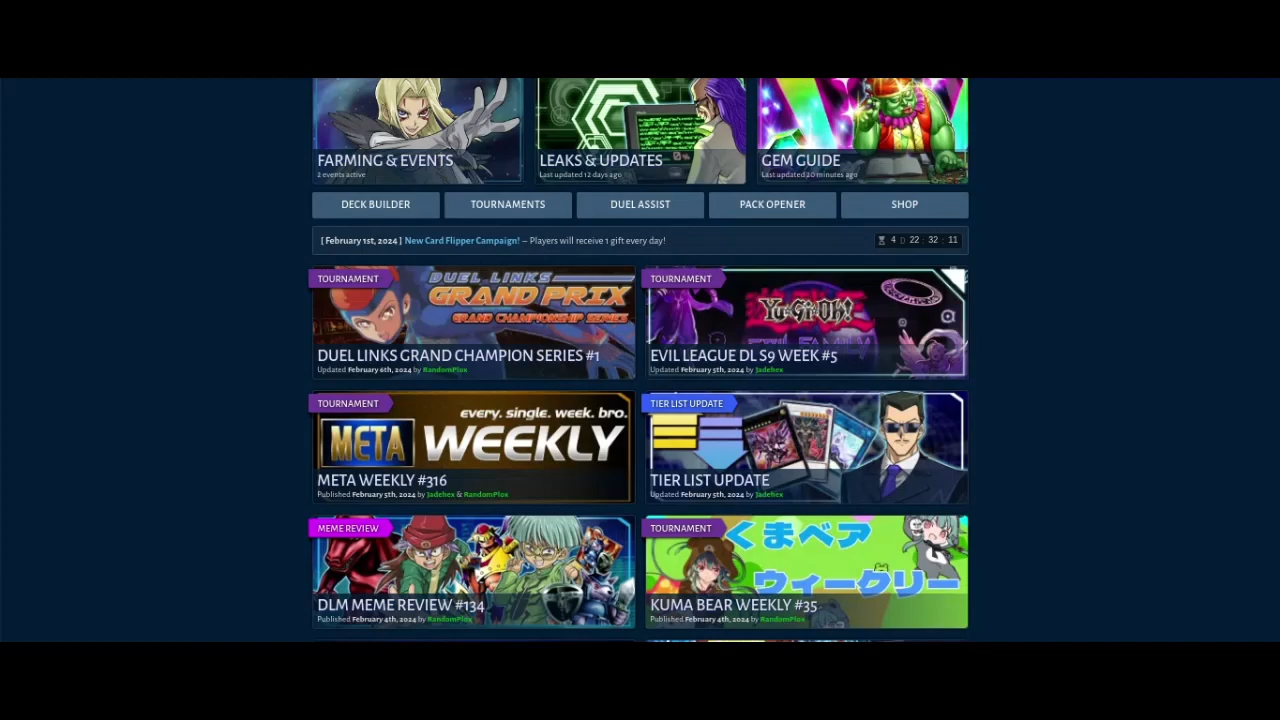 FARMING & EVENTS
2 events active
LEAKS & UPDATES
Last updated 12 days ago
GEM GUIDE
Last updated 20 minutes ago
DECK BUILDER
TOURNAMENTS
DUEL ASSIST
PACK OPENER
SHOP
[ February 1st, 2024 ] New Card Flipper Campaign! – Players will receive 1 gift every day!
4 D 22 : 32 : 11
TOURNAMENT
DUEL LINKS
GRAND PRIX
GRAND CHAMPIONSHIP SERIES
DUEL LINKS GRAND CHAMPION SERIES #1
Updated February 6th, 2024 by RandomPlox
TOURNAMENT
Yu-Gi-Oh!
EVIL FAMILY
EVIL LEAGUE DL S9 WEEK #5
Updated February 5th, 2024 by Jadehex
TOURNAMENT
every. single. week. bro.
META WEEKLY
META WEEKLY #316
Published February 5th, 2024 by Jadehex & RandomPlox
TIER LIST UPDATE
TIER LIST UPDATE
Updated February 5th, 2024 by Jadehex
MEME REVIEW
DLM MEME REVIEW #134
Published February 4th, 2024 by RandomPlox
TOURNAMENT
くまベア
ウィークリー
KUMA BEAR WEEKLY #35
Published February 4th, 2024 by RandomPlox